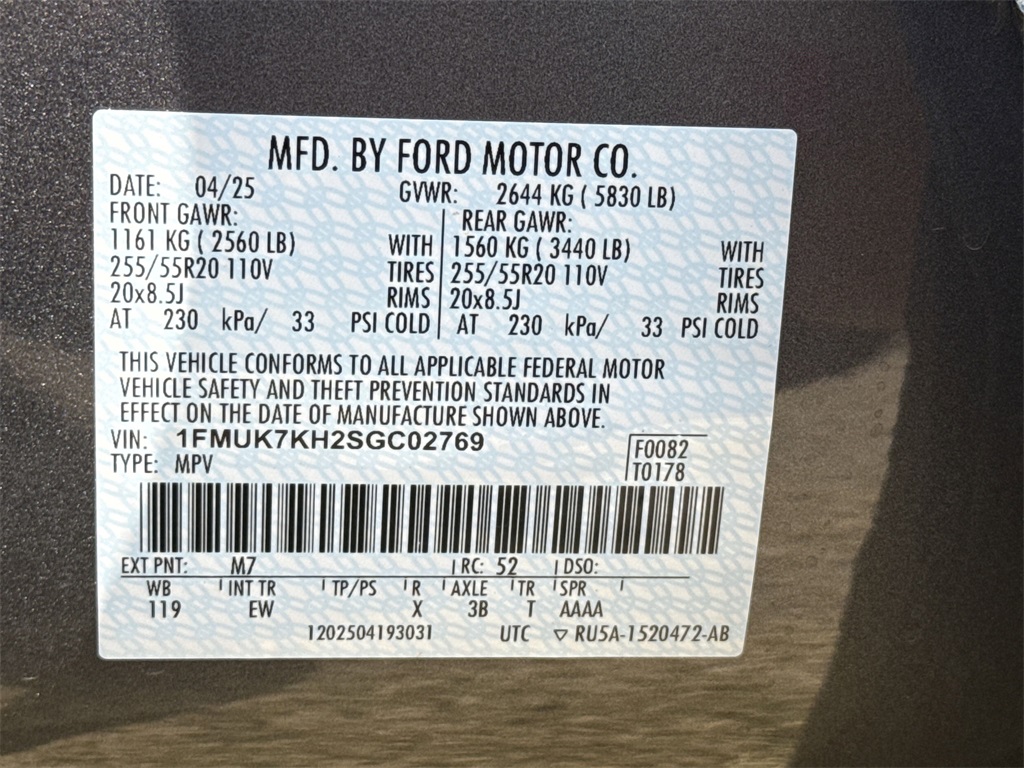 MFD. BY FORD MOTOR CO.
DATE: 04/25 GVWR: 2644 KG ( 5830 LB)
FRONT GAWR: REAR GAWR:
1161 KG ( 2560 LB) WITH 1560 KG ( 3440 LB) WITH
255/55R20 110V TIRES 255/55R20 110V TIRES
20x8.5J RIMS 20x8.5J RIMS
AT 230 kPa/ 33 PSI COLD AT 230 kPa/ 33 PSI COLD
THIS VEHICLE CONFORMS TO ALL APPLICABLE FEDERAL MOTOR
VEHICLE SAFETY AND THEFT PREVENTION STANDARDS IN
EFFECT ON THE DATE OF MANUFACTURE SHOWN ABOVE.
VIN: 1FMUK7KH2SGC02769
F0082
TYPE: MPV
T0178
EXT PNT: M7 RC: 52 DSO:
WB INT TR TP/PS R AXLE TR SPR
119 EW X 3B T AAAA
1202504193031 UTC ▽ RU5A-1520472-AB